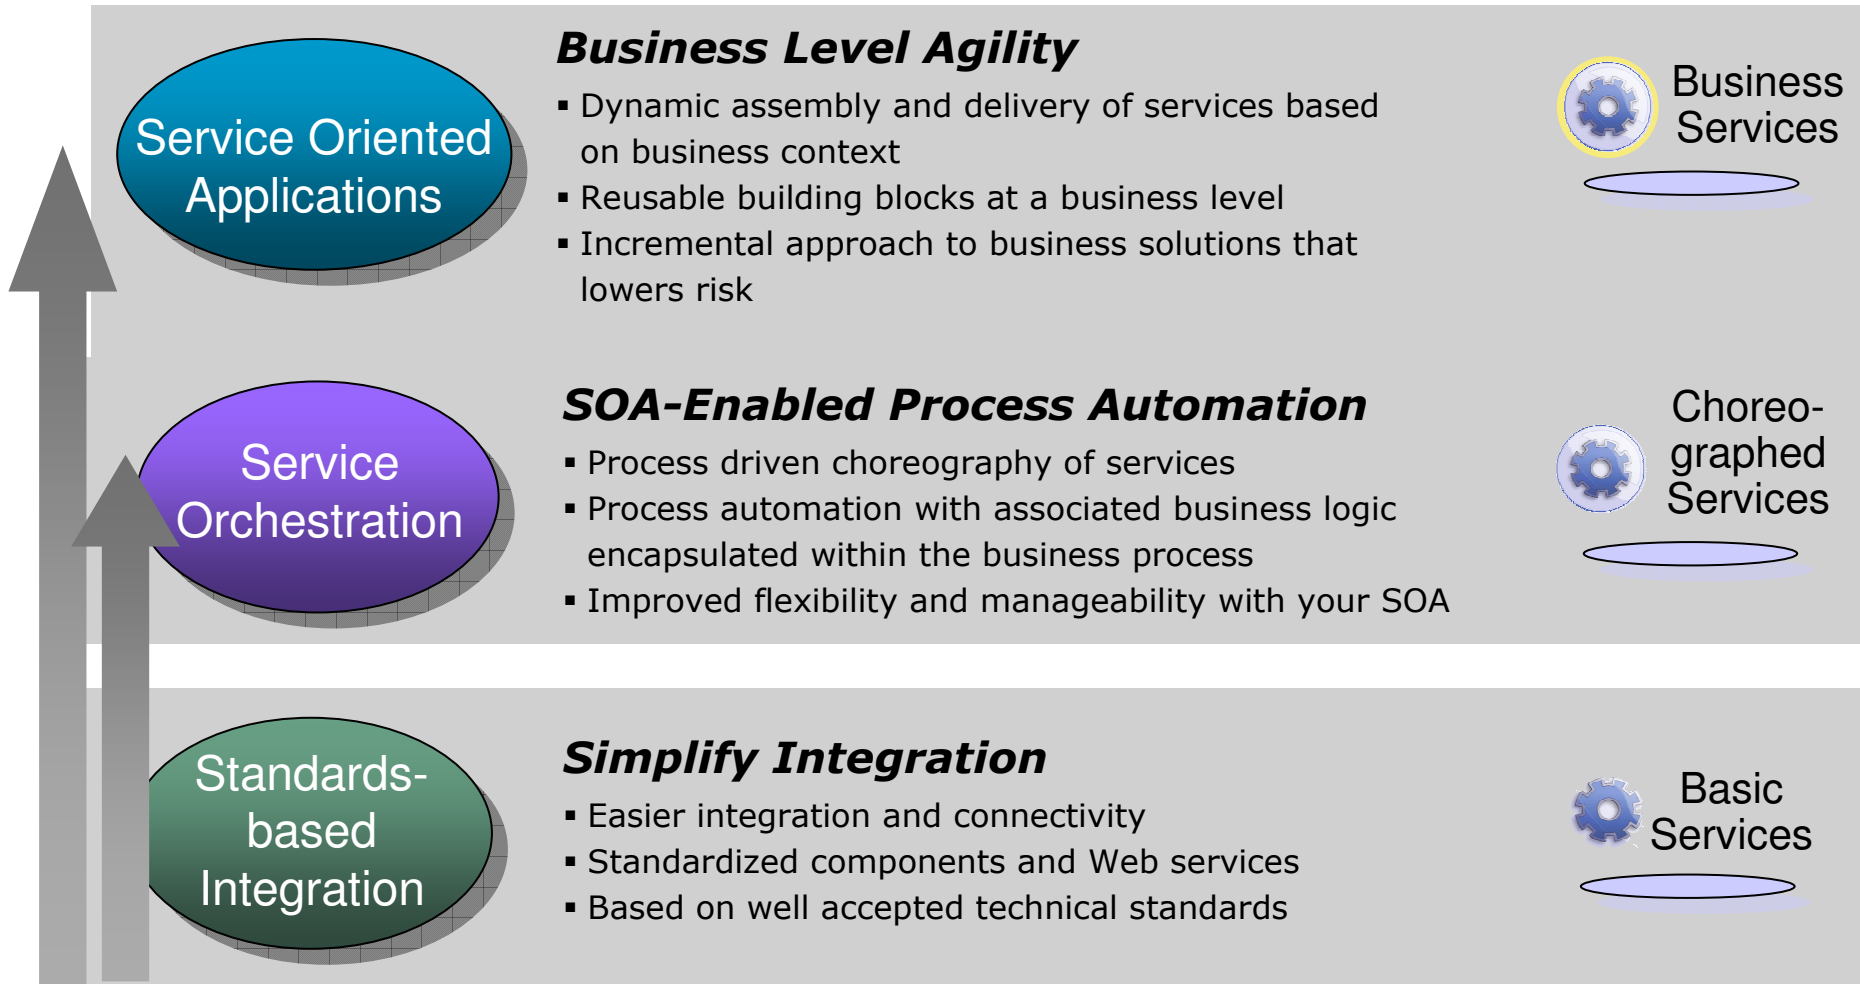 Service Oriented
Applications
Business Level Agility
▪ Dynamic assembly and delivery of services based
on business context
▪ Reusable building blocks at a business level
▪ Incremental approach to business solutions that
lowers risk
Business
Services
Service
Orchestration
SOA-Enabled Process Automation
▪ Process driven choreography of services
▪ Process automation with associated business logic
encapsulated within the business process
▪ Improved flexibility and manageability with your SOA
Choreo-
graphed
Services
Standards-
based
Integration
Simplify Integration
▪ Easier integration and connectivity
▪ Standardized components and Web services
▪ Based on well accepted technical standards
Basic
Services